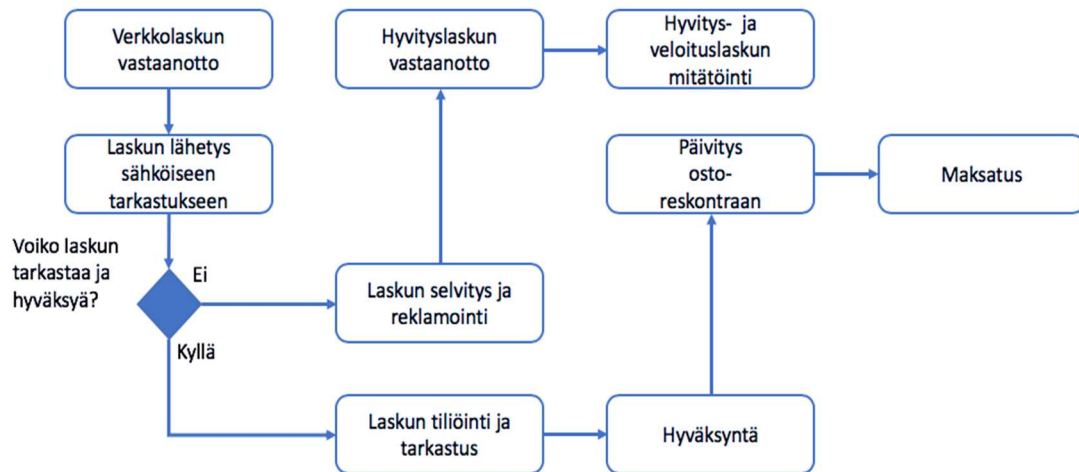 Verkkolaskun
vastaanotto
Hyvityslaskun
vastaanotto
Hyvitys- ja
veloituslaskun
mitätöinti
Laskun lähetys
sähköiseen
tarkastukseen
Päivitys
osto-
reskontraan
Maksatus
Voiko laskun
tarkastaa ja
hyväksyä?
Ei
Laskun selvitys ja
reklamointi
Kyllä
Laskun tiliöinti ja
tarkastus
Hyväksyntä